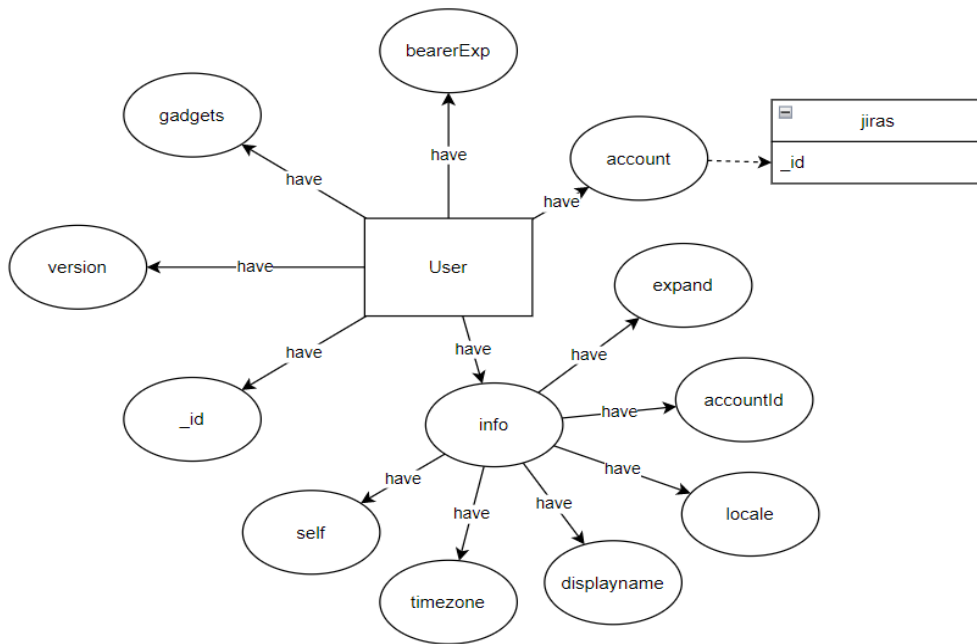 bearerExp
gadgets
have
have
account
jiras
_id
have
version
have
User
expand
have
have
have
have
_id
info
accountId
have
have
have
have
have
self
timezone
displayname
locale